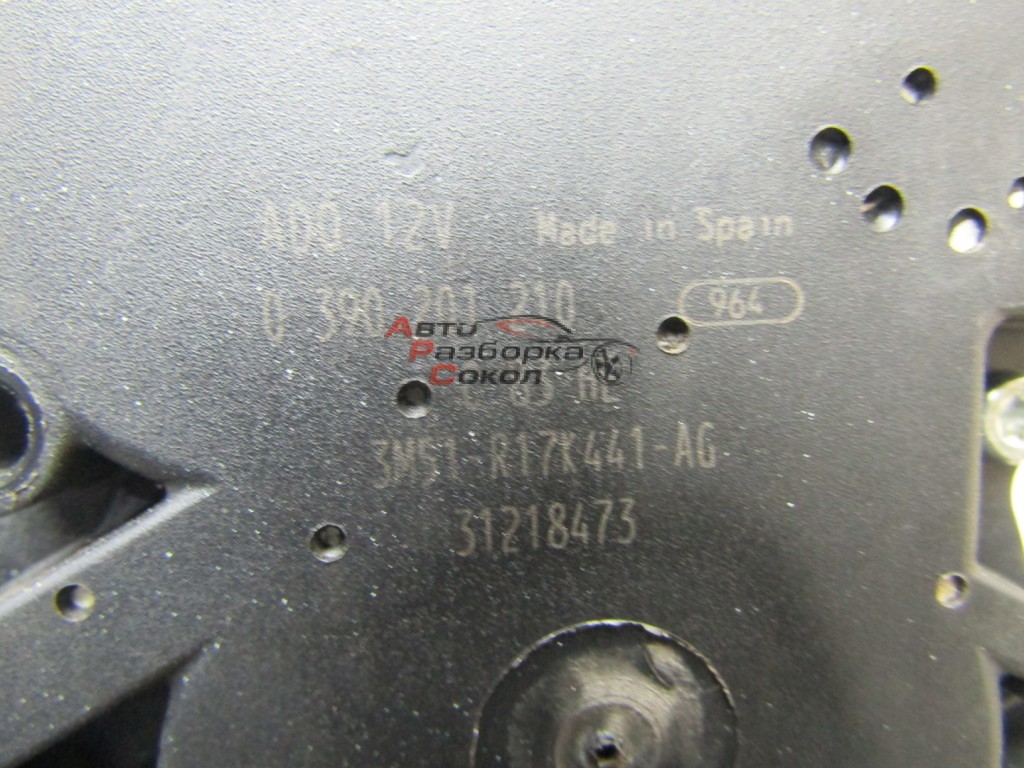 ADO 12V Made in Spain
0 390 201 210 964
Авто
Разборка
Сокол
3M51-R17K441-AG
31218473